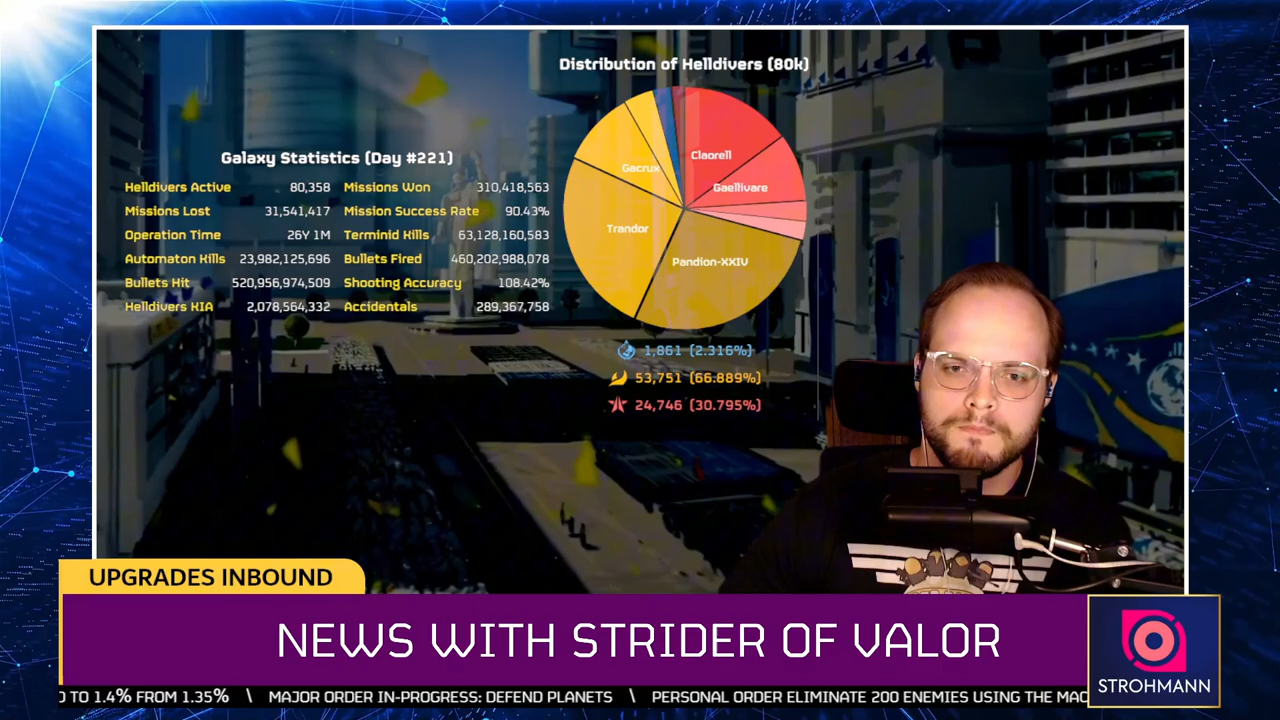 Distribution of Helldivers (80k)
Galaxy Statistics (Day #221)
Helldivers Active 80,358 Missions Won 310,418,563
Missions Lost 31,541,417 Mission Success Rate 90.43%
Operation Time 26Y 1M Terminid Kills 63,128,160,583
Automaton Kills 23,982,125,696 Bullets Fired 460,202,988,078
Bullets Hit 520,956,974,509 Shooting Accuracy 108.42%
Helldivers KIA 2,078,564,332 Accidentals 289,367,758
Claorell
Gacrux
Gaellivare
Trandor
Pandion-XXIV
1,861 (2.316%)
53,751 (66.889%)
24,746 (30.795%)
UPGRADES INBOUND
NEWS WITH STRIDER OF VALOR
STROHMANN
D TO 1.4% FROM 1.35% \ MAJOR ORDER IN-PROGRESS: DEFEND PLANETS \ PERSONAL ORDER ELIMINATE 200 ENEMIES USING THE MAC